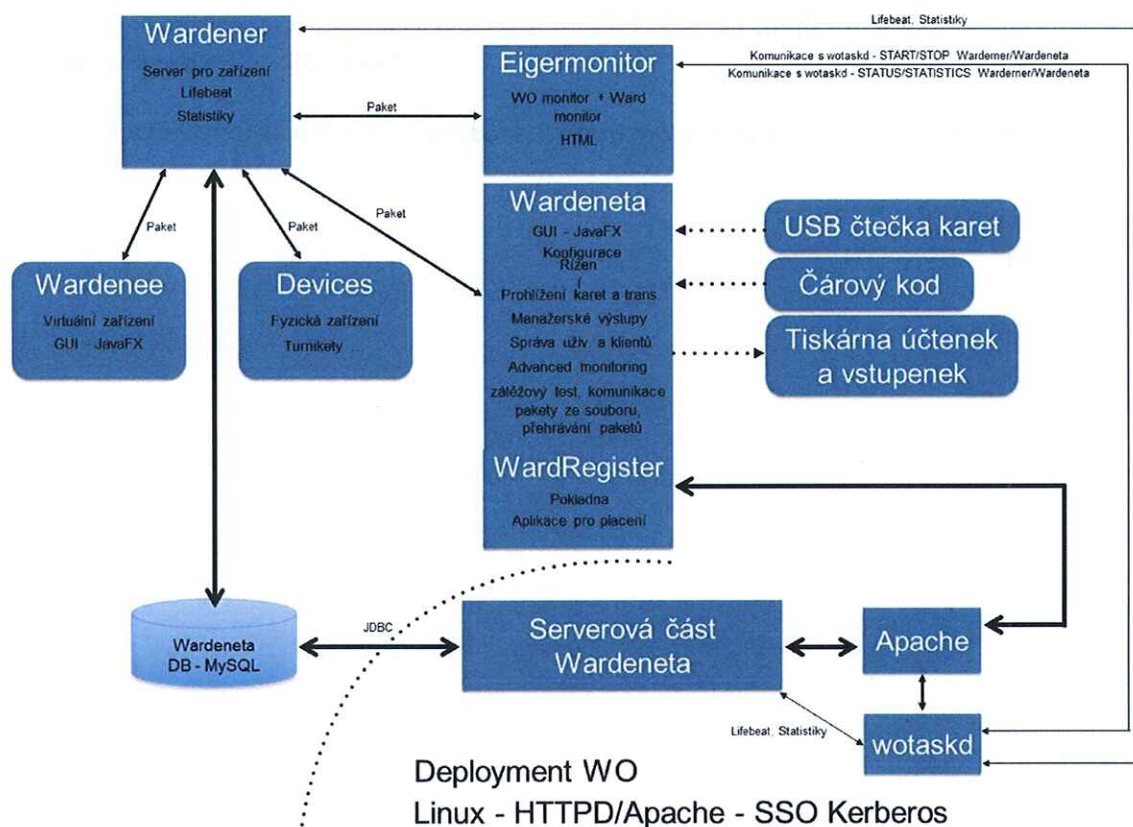 Wardener
Server pro zařízení
Lifebeat
Statistiky
Lifebeat, Statistiky
Eigermonitor
WO monitor + Ward
monitor
HTML
Komunikace s wotaskd - START/STOP Warderner/Wardeneta
Komunikace s wotaskd - STATUS/STATISTICS Warderner/Wardeneta
Paket
Paket
Paket
Paket
Wardenee
Virtuální zařízení
GUI - JavaFX
Devices
Fyzická zařízení
Turnikety
Wardeneta
GUI - JavaFX
Konfigurace
Řízen
í
Prohlížení karet a trans.
Manažerské výstupy
Správa uživ. a klientů
Advanced monitoring
zátěžový test, komunikace
pakety ze souboru,
přehrávání paketů
USB čtečka karet
Čárový kod
Tiskárna účtenek
a vstupenek
WardRegister
Pokladna
Aplikace pro placení
Wardeneta
DB - MySQL
JDBC
Serverová část
Wardeneta
Apache
Lifebeat, Statistiky
wotaskd
Deployment WO
Linux - HTTPD/Apache - SSO Kerberos